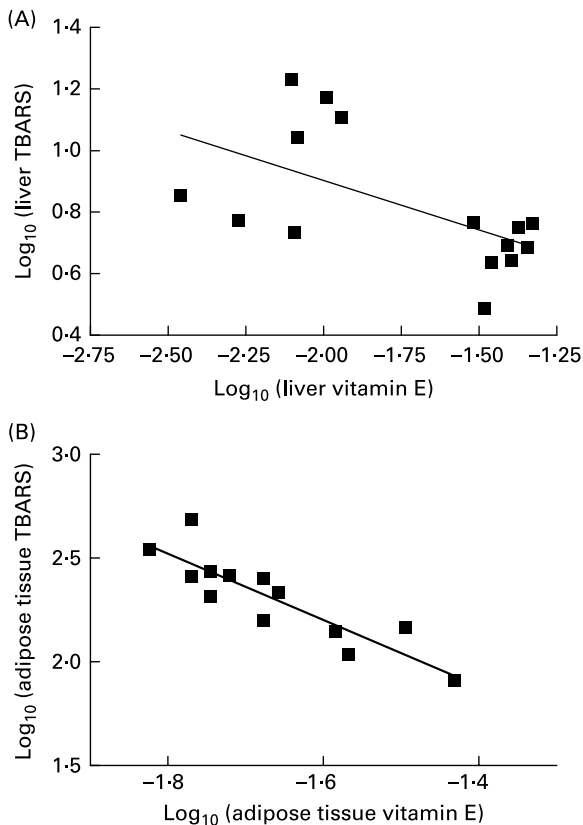 (A)
1·4
1·2
1·0
0·8
0·6
0·4
Log10 (liver TBARS)
−2·75 −2·50 −2·25 −2·00 −1·75 −1·50 −1·25
Log10 (liver vitamin E)
(B)
3·0
2·5
2·0
1·5
Log10 (adipose tissue TBARS)
−1·8 −1·6 −1·4
Log10 (adipose tissue vitamin E)